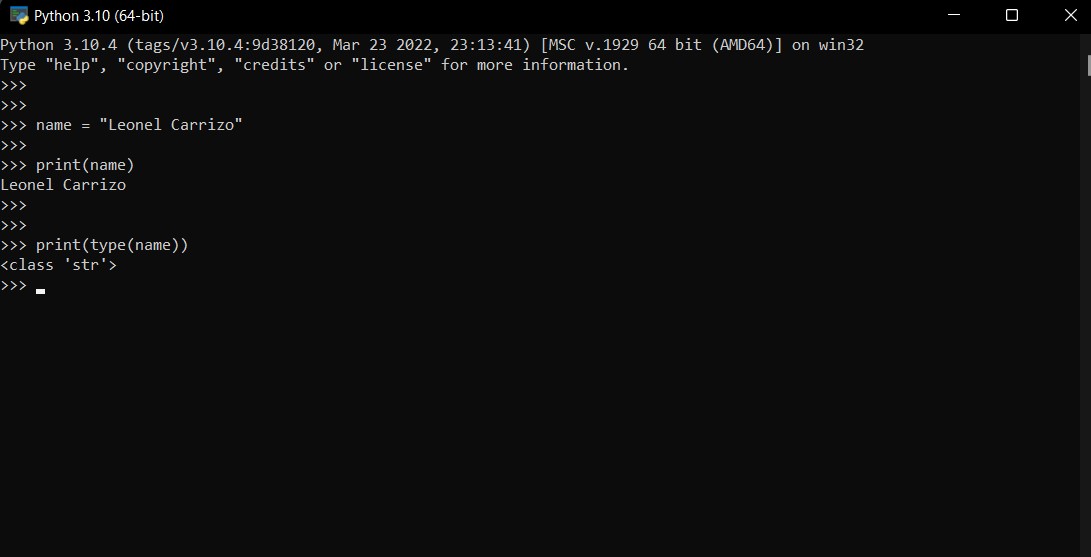 Python 3.10 (64-bit)
Python 3.10.4 (tags/v3.10.4:9d38120, Mar 23 2022, 23:13:41) [MSC v.1929 64 bit (AMD64)] on win32
Type "help", "copyright", "credits" or "license" for more information.
>>>
>>>
>>> name = "Leonel Carrizo"
>>>
>>> print(name)
Leonel Carrizo
>>>
>>>
>>> print(type(name))
<class 'str'>
>>>